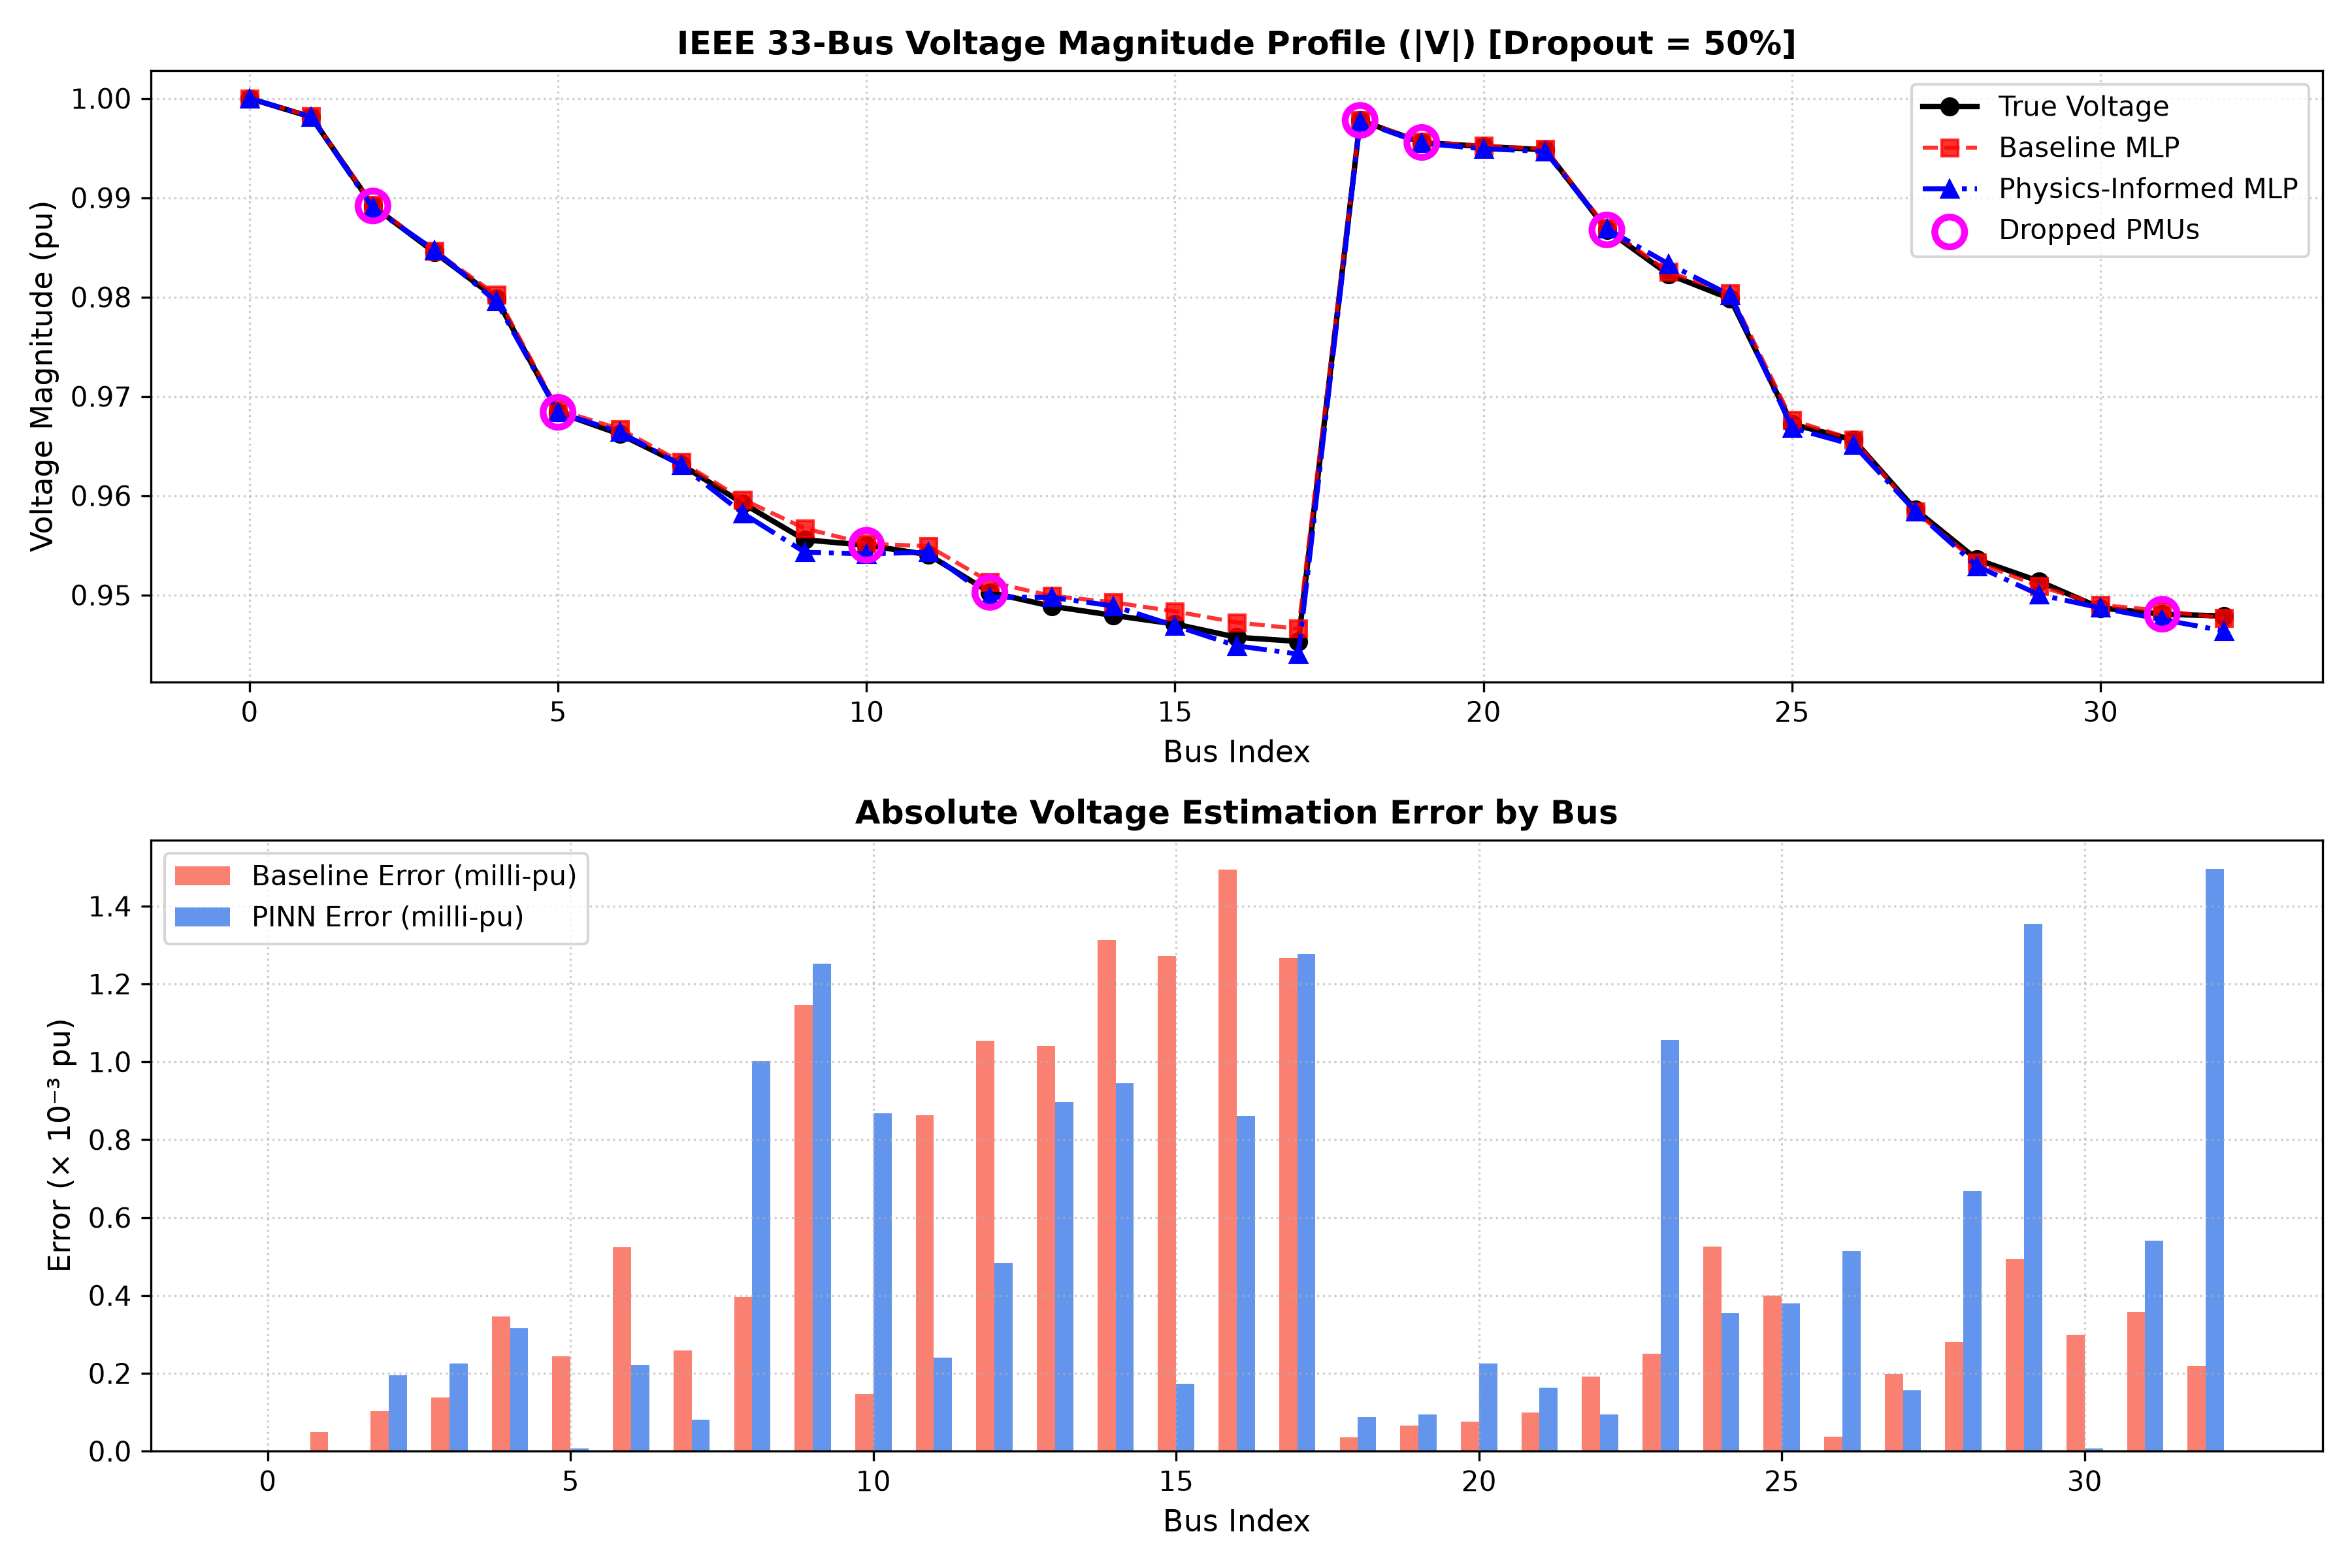 IEEE 33-Bus Voltage Magnitude Profile (|V|) [Dropout = 50%]
Voltage Magnitude (pu)
1.00
0.99
0.98
0.97
0.96
0.95
True Voltage
Baseline MLP
Physics-Informed MLP
Dropped PMUs
0 5 10 15 20 25 30
Bus Index
Absolute Voltage Estimation Error by Bus
Error (× 10⁻³ pu)
1.4
1.2
1.0
0.8
0.6
0.4
0.2
0.0
Baseline Error (milli-pu)
PINN Error (milli-pu)
0 5 10 15 20 25 30
Bus Index